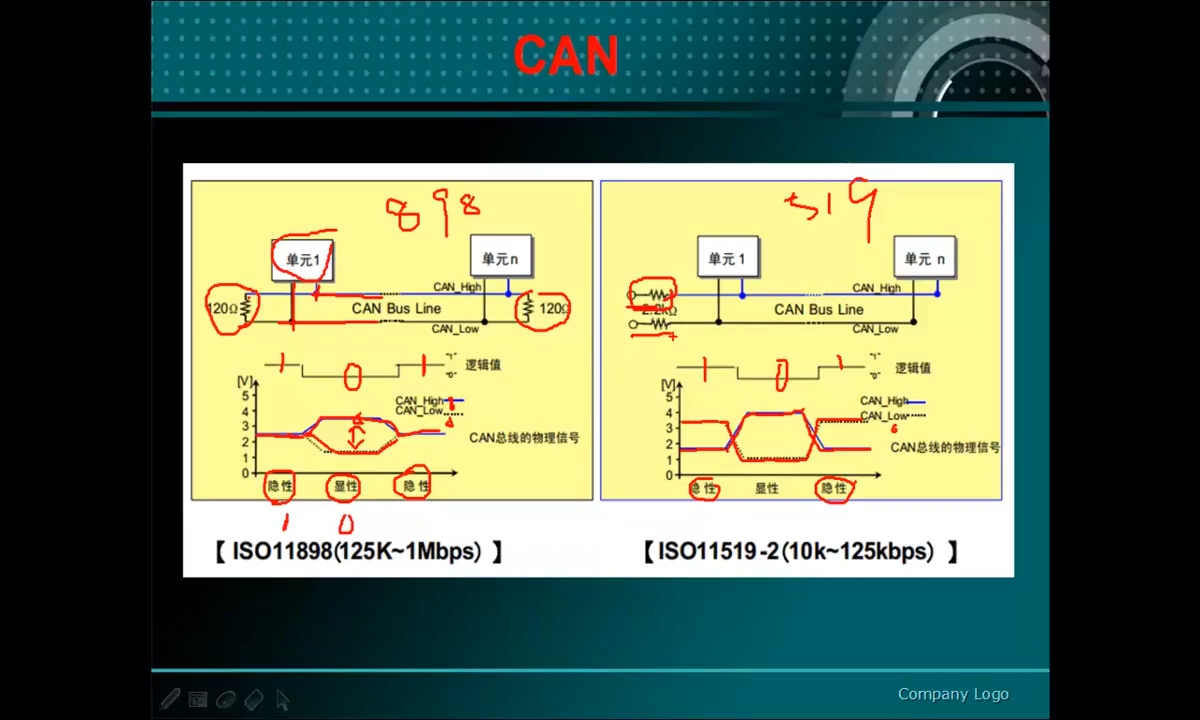 CAN
898
单元1
单元n
CAN_High
120Ω
CAN Bus Line
120Ω
CAN_Low
1
0
1
"1"
"0"
逻辑值
[V]
5
4
3
2
1
0
CAN_High
CAN_Low
CAN总线的物理信号
隐性
显性
隐性
1
0
【 ISO11898(125K~1Mbps) 】
519
单元 1
单元 n
CAN_High
2.2kΩ
CAN Bus Line
CAN_Low
1
0
1
"1"
"0"
逻辑值
[V]
5
4
3
2
1
0
CAN_High
CAN_Low
CAN总线的物理信号
隐性
显性
隐性
【 ISO11519-2(10k~125kbps) 】
Company Logo